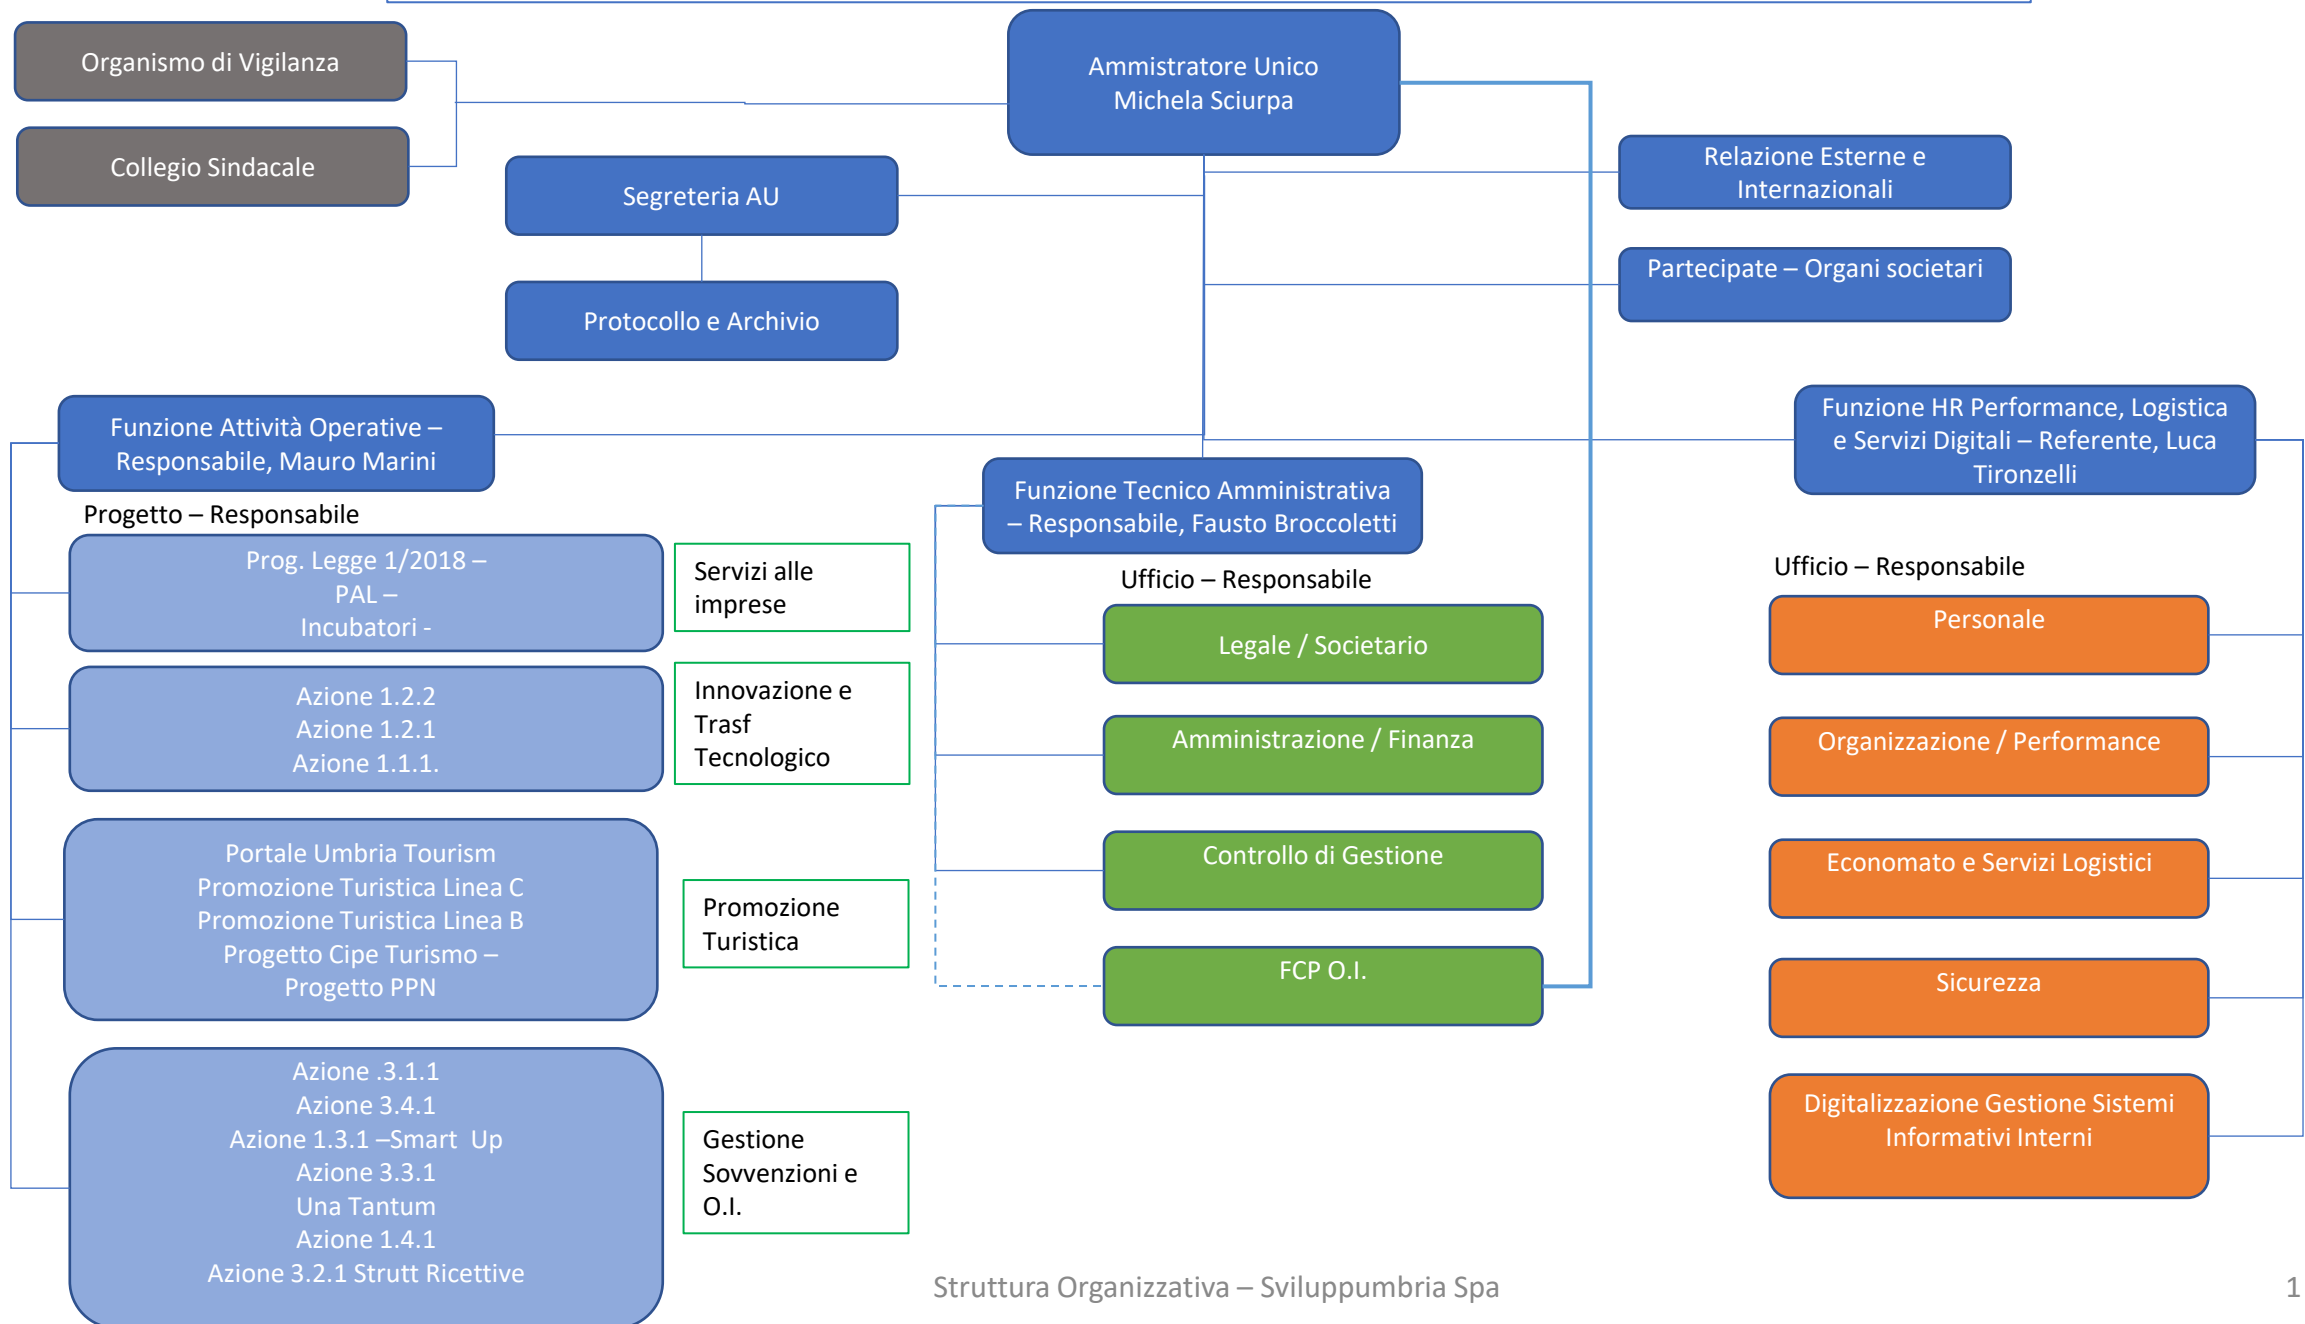 Organismo di Vigilanza
Collegio Sindacale
Ammistratore Unico
Michela Sciurpa
Segreteria AU
Protocollo e Archivio
Relazione Esterne e
Internazionali
Partecipate – Organi societari
Funzione Attività Operative –
Responsabile, Mauro Marini
Progetto – Responsabile
Prog. Legge 1/2018 –
PAL –
Incubatori -
Servizi alle
imprese
Azione 1.2.2
Azione 1.2.1
Azione 1.1.1.
Innovazione e
Trasf
Tecnologico
Portale Umbria Tourism
Promozione Turistica Linea C
Promozione Turistica Linea B
Progetto Cipe Turismo –
Progetto PPN
Promozione
Turistica
Azione .3.1.1
Azione 3.4.1
Azione 1.3.1 –Smart  Up
Azione 3.3.1
Una Tantum
Azione 1.4.1
Azione 3.2.1 Strutt Ricettive
Gestione
Sovvenzioni e
O.I.
Funzione Tecnico Amministrativa
– Responsabile, Fausto Broccoletti
Ufficio – Responsabile
Legale / Societario
Amministrazione / Finanza
Controllo di Gestione
FCP O.I.
Funzione HR Performance, Logistica
e Servizi Digitali – Referente, Luca
Tironzelli
Ufficio – Responsabile
Personale
Organizzazione / Performance
Economato e Servizi Logistici
Sicurezza
Digitalizzazione Gestione Sistemi
Informativi Interni
Struttura Organizzativa – Sviluppumbria Spa
1